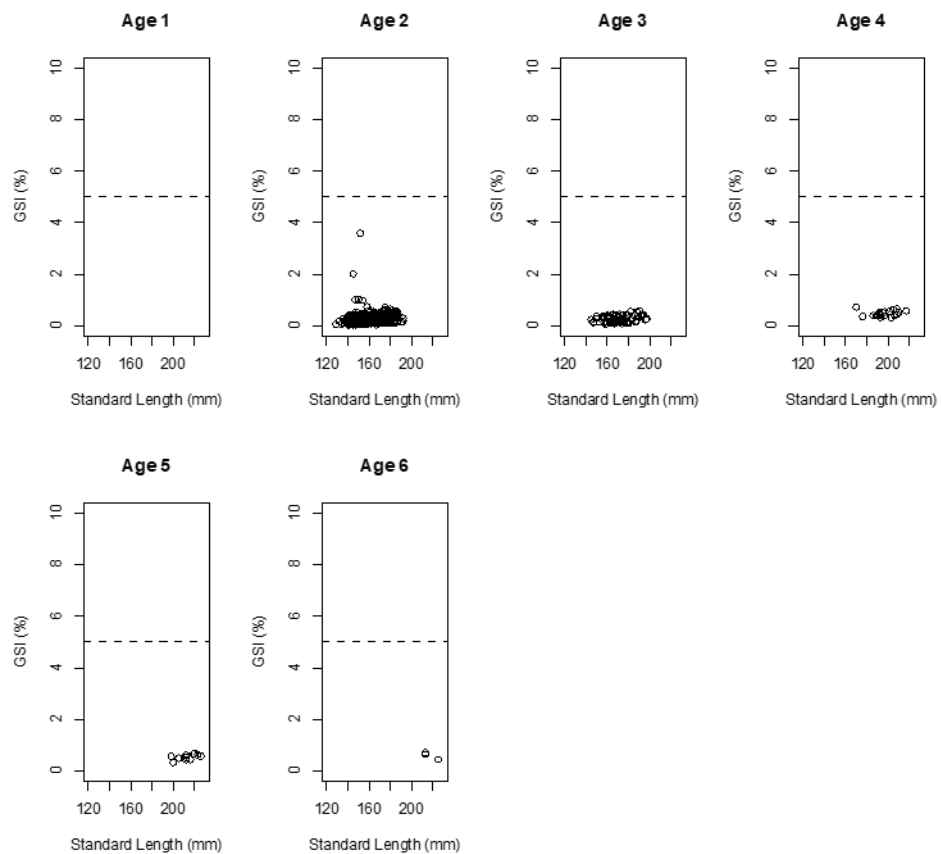 Age 1 Age 2 Age 3 Age 4
10 10 10 10
8 8 8 8
6 6 6 6
4 4 4 4
2 2 2 2
0 0 0 0
GSI (%) GSI (%) GSI (%) GSI (%)
120 160 200 120 160 200 120 160 200 120 160 200
Standard Length (mm) Standard Length (mm) Standard Length (mm) Standard Length (mm)
Age 5 Age 6
10 10
8 8
6 6
4 4
2 2
0 0
GSI (%) GSI (%)
120 160 200 120 160 200
Standard Length (mm) Standard Length (mm)